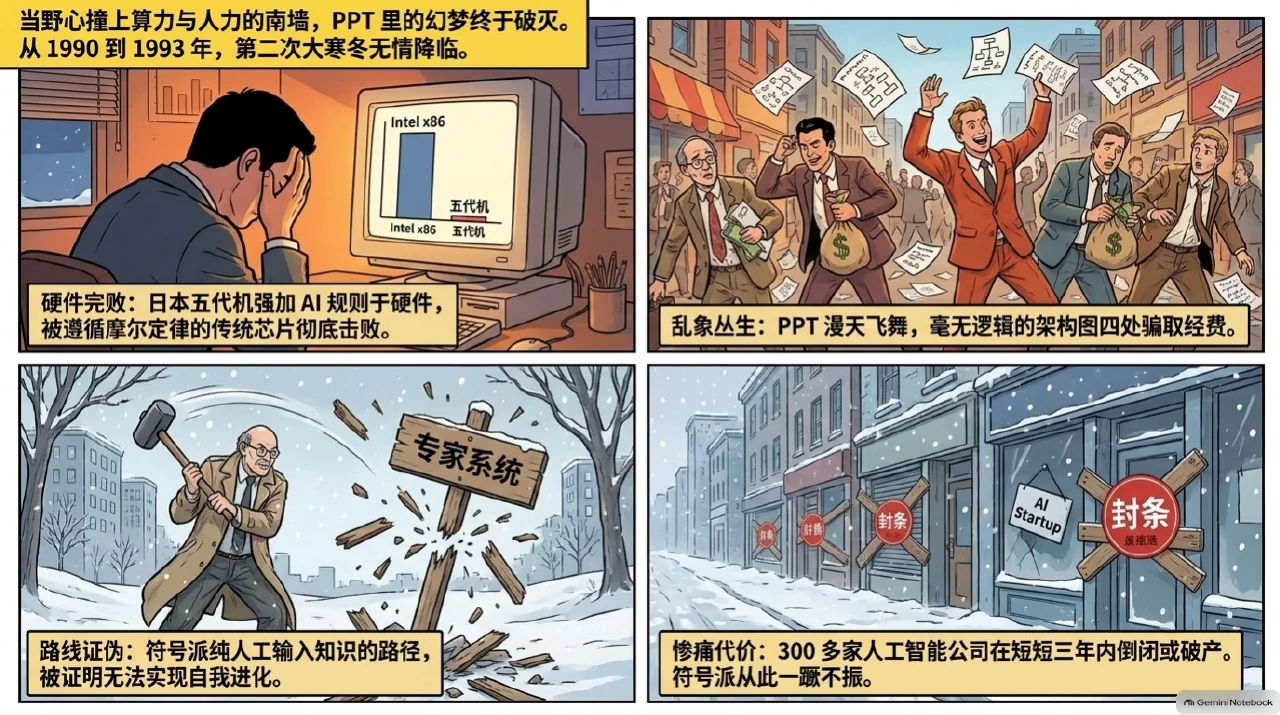 当野心撞上算力与人力的南墙，PPT 里的幻梦终于破灭。
从 1990 到 1993 年，第二次大寒冬无情降临。
Intel x86
五代机
Intel x86
五代机
硬件完败：日本五代机强加 AI 规则于硬件，
被遵循摩尔定律的传统芯片彻底击败。
乱象丛生：PPT 漫天飞舞，毫无逻辑的架构图四处骗取经费。
专家系统
路线证伪：符号派纯人工输入知识的路径，
被证明无法实现自我进化。
AI
Startup
封条
封条
惨痛代价：300 多家人工智能公司在短短三年内倒闭或破产。
符号派从此一蹶不振。
Gemini Notebook